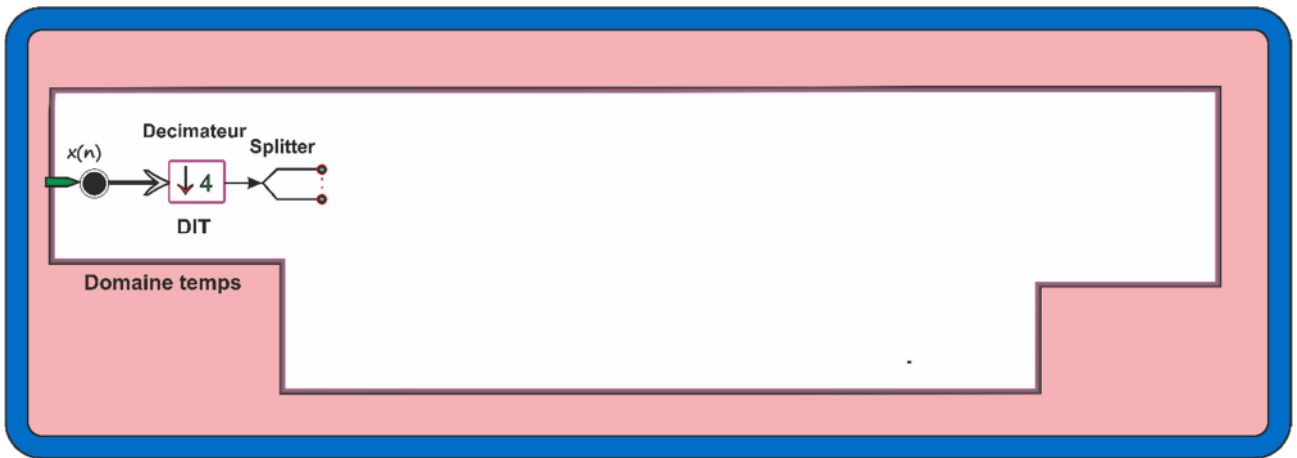 Decimateur
Splitter
x(n)
↓ 4
DIT
Domaine temps